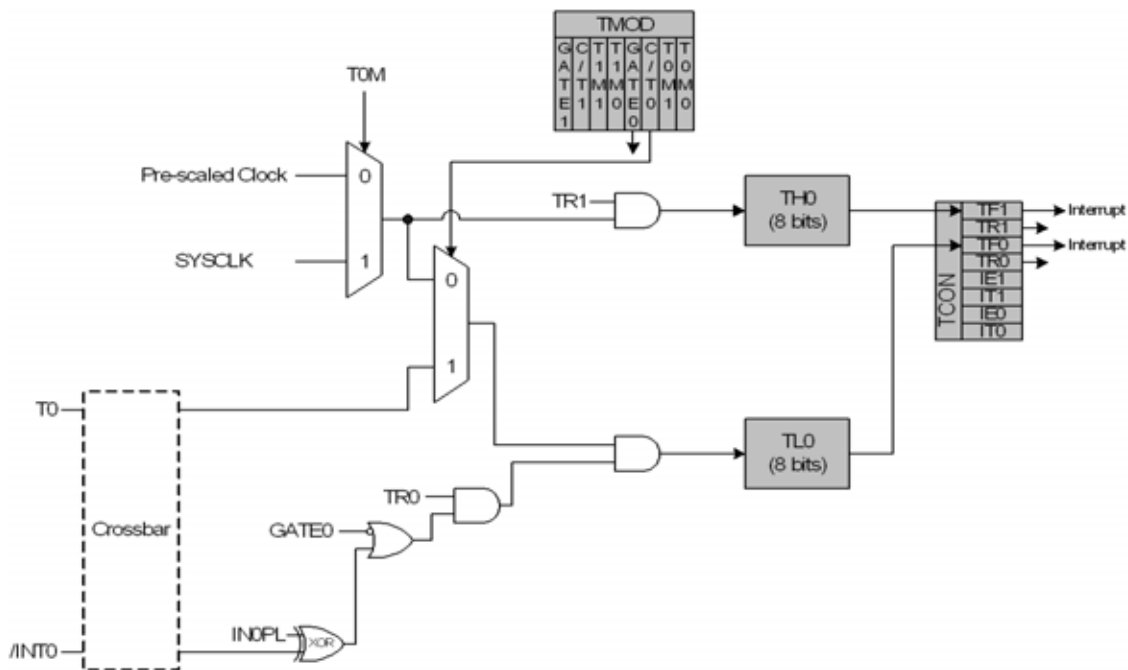 TMOD
GATE1
C/T1
T1M1
T1M0
GATE0
C/T0
T0M1
T0M0
T0M
Pre-scaled Clock
0
SYSCLK
1
TR1
TH0
(8 bits)
TCON
TF1
TR1
TF0
TR0
IE1
IT1
IE0
IT0
Interrupt
Interrupt
0
1
T0
Crossbar
TL0
(8 bits)
TR0
GATE0
IN0PL
XOR
/INT0